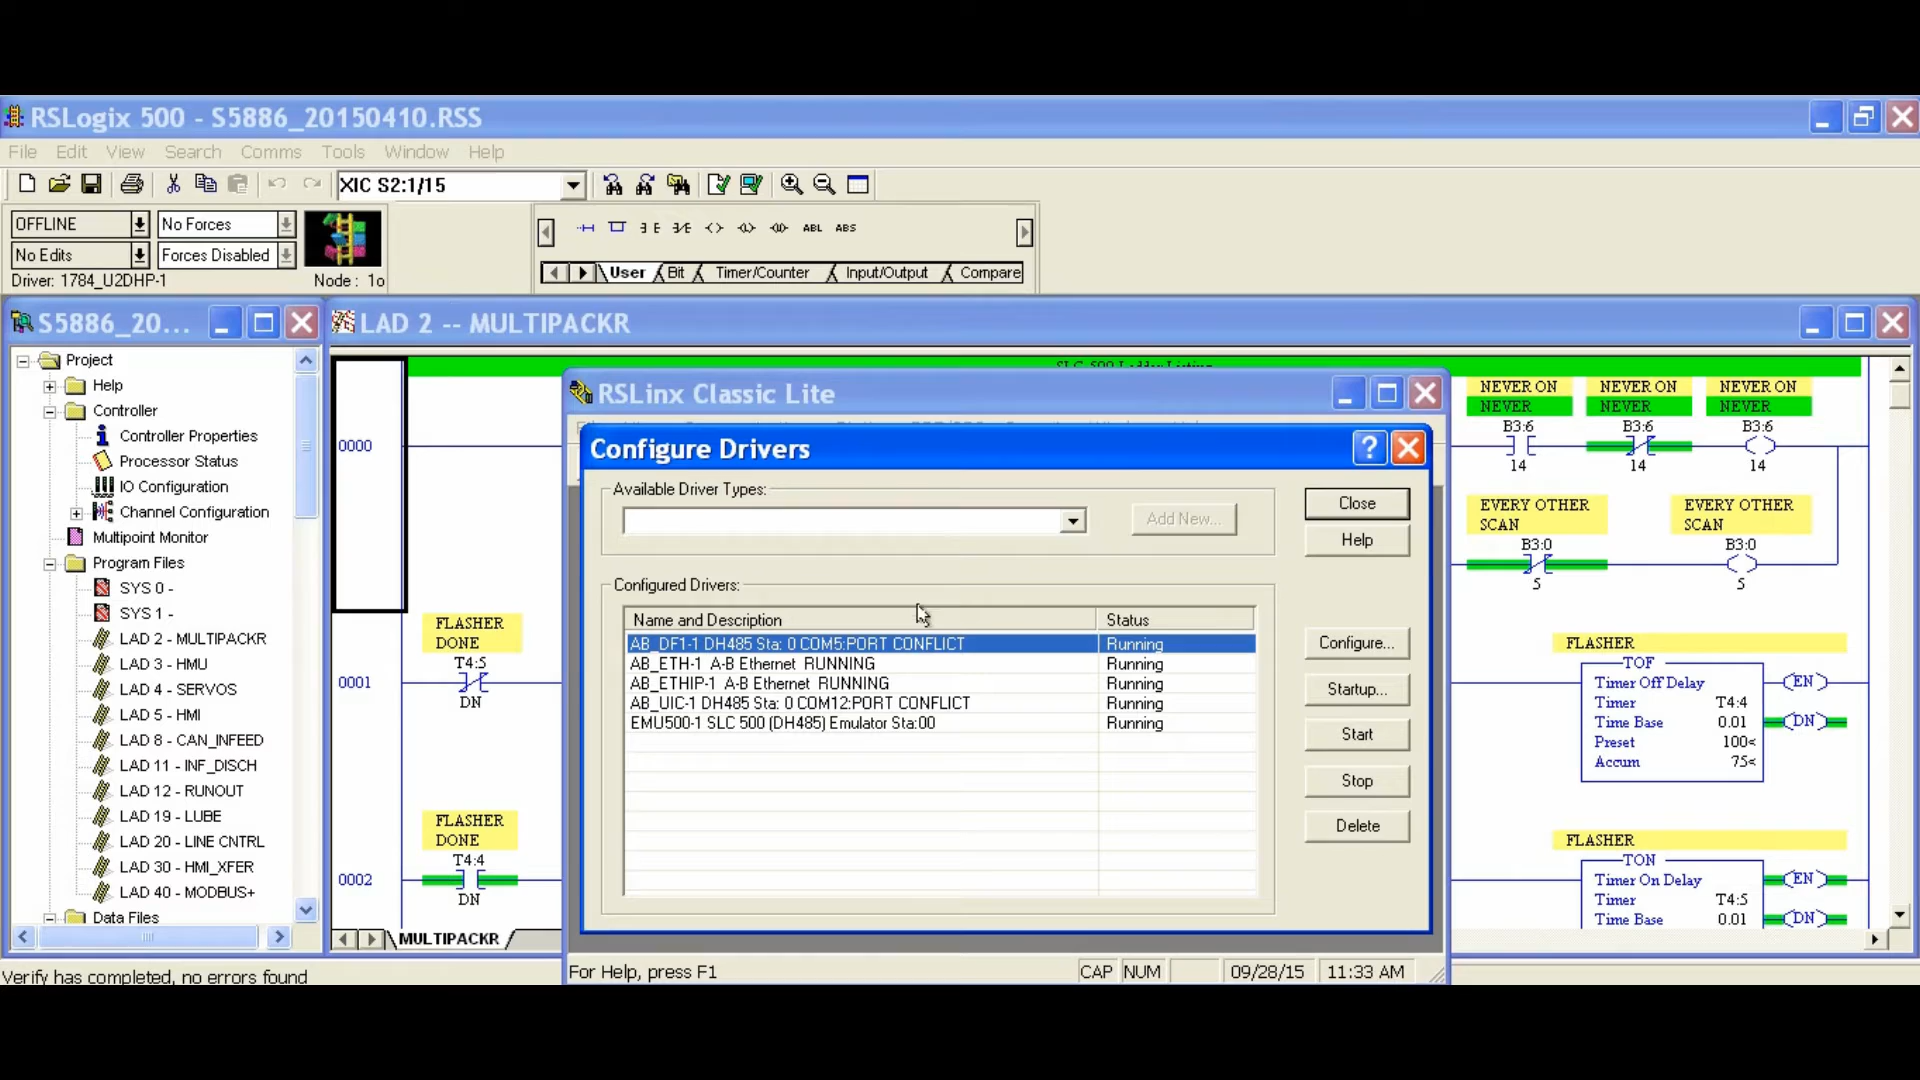 RSLogix 500 - S5886_20150410.RSS
File Edit View Search Comms Tools Window Help
XIC S2:1/15
OFFLINE No Forces
No Edits Forces Disabled
Driver: 1784_U2DHP-1 Node : 1o
ABL ABS
User Bit Timer/Counter Input/Output Compare
S5886_20...
Project
Help
Controller
Controller Properties
Processor Status
IO Configuration
Channel Configuration
Multipoint Monitor
Program Files
SYS 0 -
SYS 1 -
LAD 2 - MULTIPACKR
LAD 3 - HMU
LAD 4 - SERVOS
LAD 5 - HMI
LAD 8 - CAN_INFEED
LAD 11 - INF_DISCH
LAD 12 - RUNOUT
LAD 19 - LUBE
LAD 20 - LINE CNTRL
LAD 30 - HMI_XFER
LAD 40 - MODBUS+
Data Files
LAD 2 -- MULTIPACKR
0000
FLASHER
DONE
T4:5
0001
DN
FLASHER
DONE
T4:4
0002
DN
MULTIPACKR
RSLinx Classic Lite
Configure Drivers
Available Driver Types:
Add New...
Close
Help
Configured Drivers:
Name and Description Status
AB_DF1-1 DH485 Sta: 0 COM5:PORT CONFLICT Running
AB_ETH-1 A-B Ethernet RUNNING Running
AB_ETHIP-1 A-B Ethernet RUNNING Running
AB_UIC-1 DH485 Sta: 0 COM12:PORT CONFLICT Running
EMU500-1 SLC 500 (DH485) Emulator Sta:00 Running
Configure...
Startup...
Start
Stop
Delete
For Help, press F1 CAP NUM 09/28/15 11:33 AM
NEVER ON NEVER ON NEVER ON
NEVER NEVER NEVER
B3:6 B3:6 B3:6
14 14 14
EVERY OTHER EVERY OTHER
SCAN SCAN
B3:0 B3:0
5 5
FLASHER
TOF
Timer Off Delay EN
Timer T4:4
Time Base 0.01 DN
Preset 100<
Accum 75<
FLASHER
TON
Timer On Delay EN
Timer T4:5
Time Base 0.01 DN
Verify has completed, no errors found